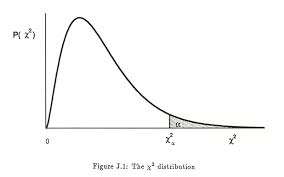 P( χ²)
α
0 χ²α χ²
Figure J.1: The χ² distribution